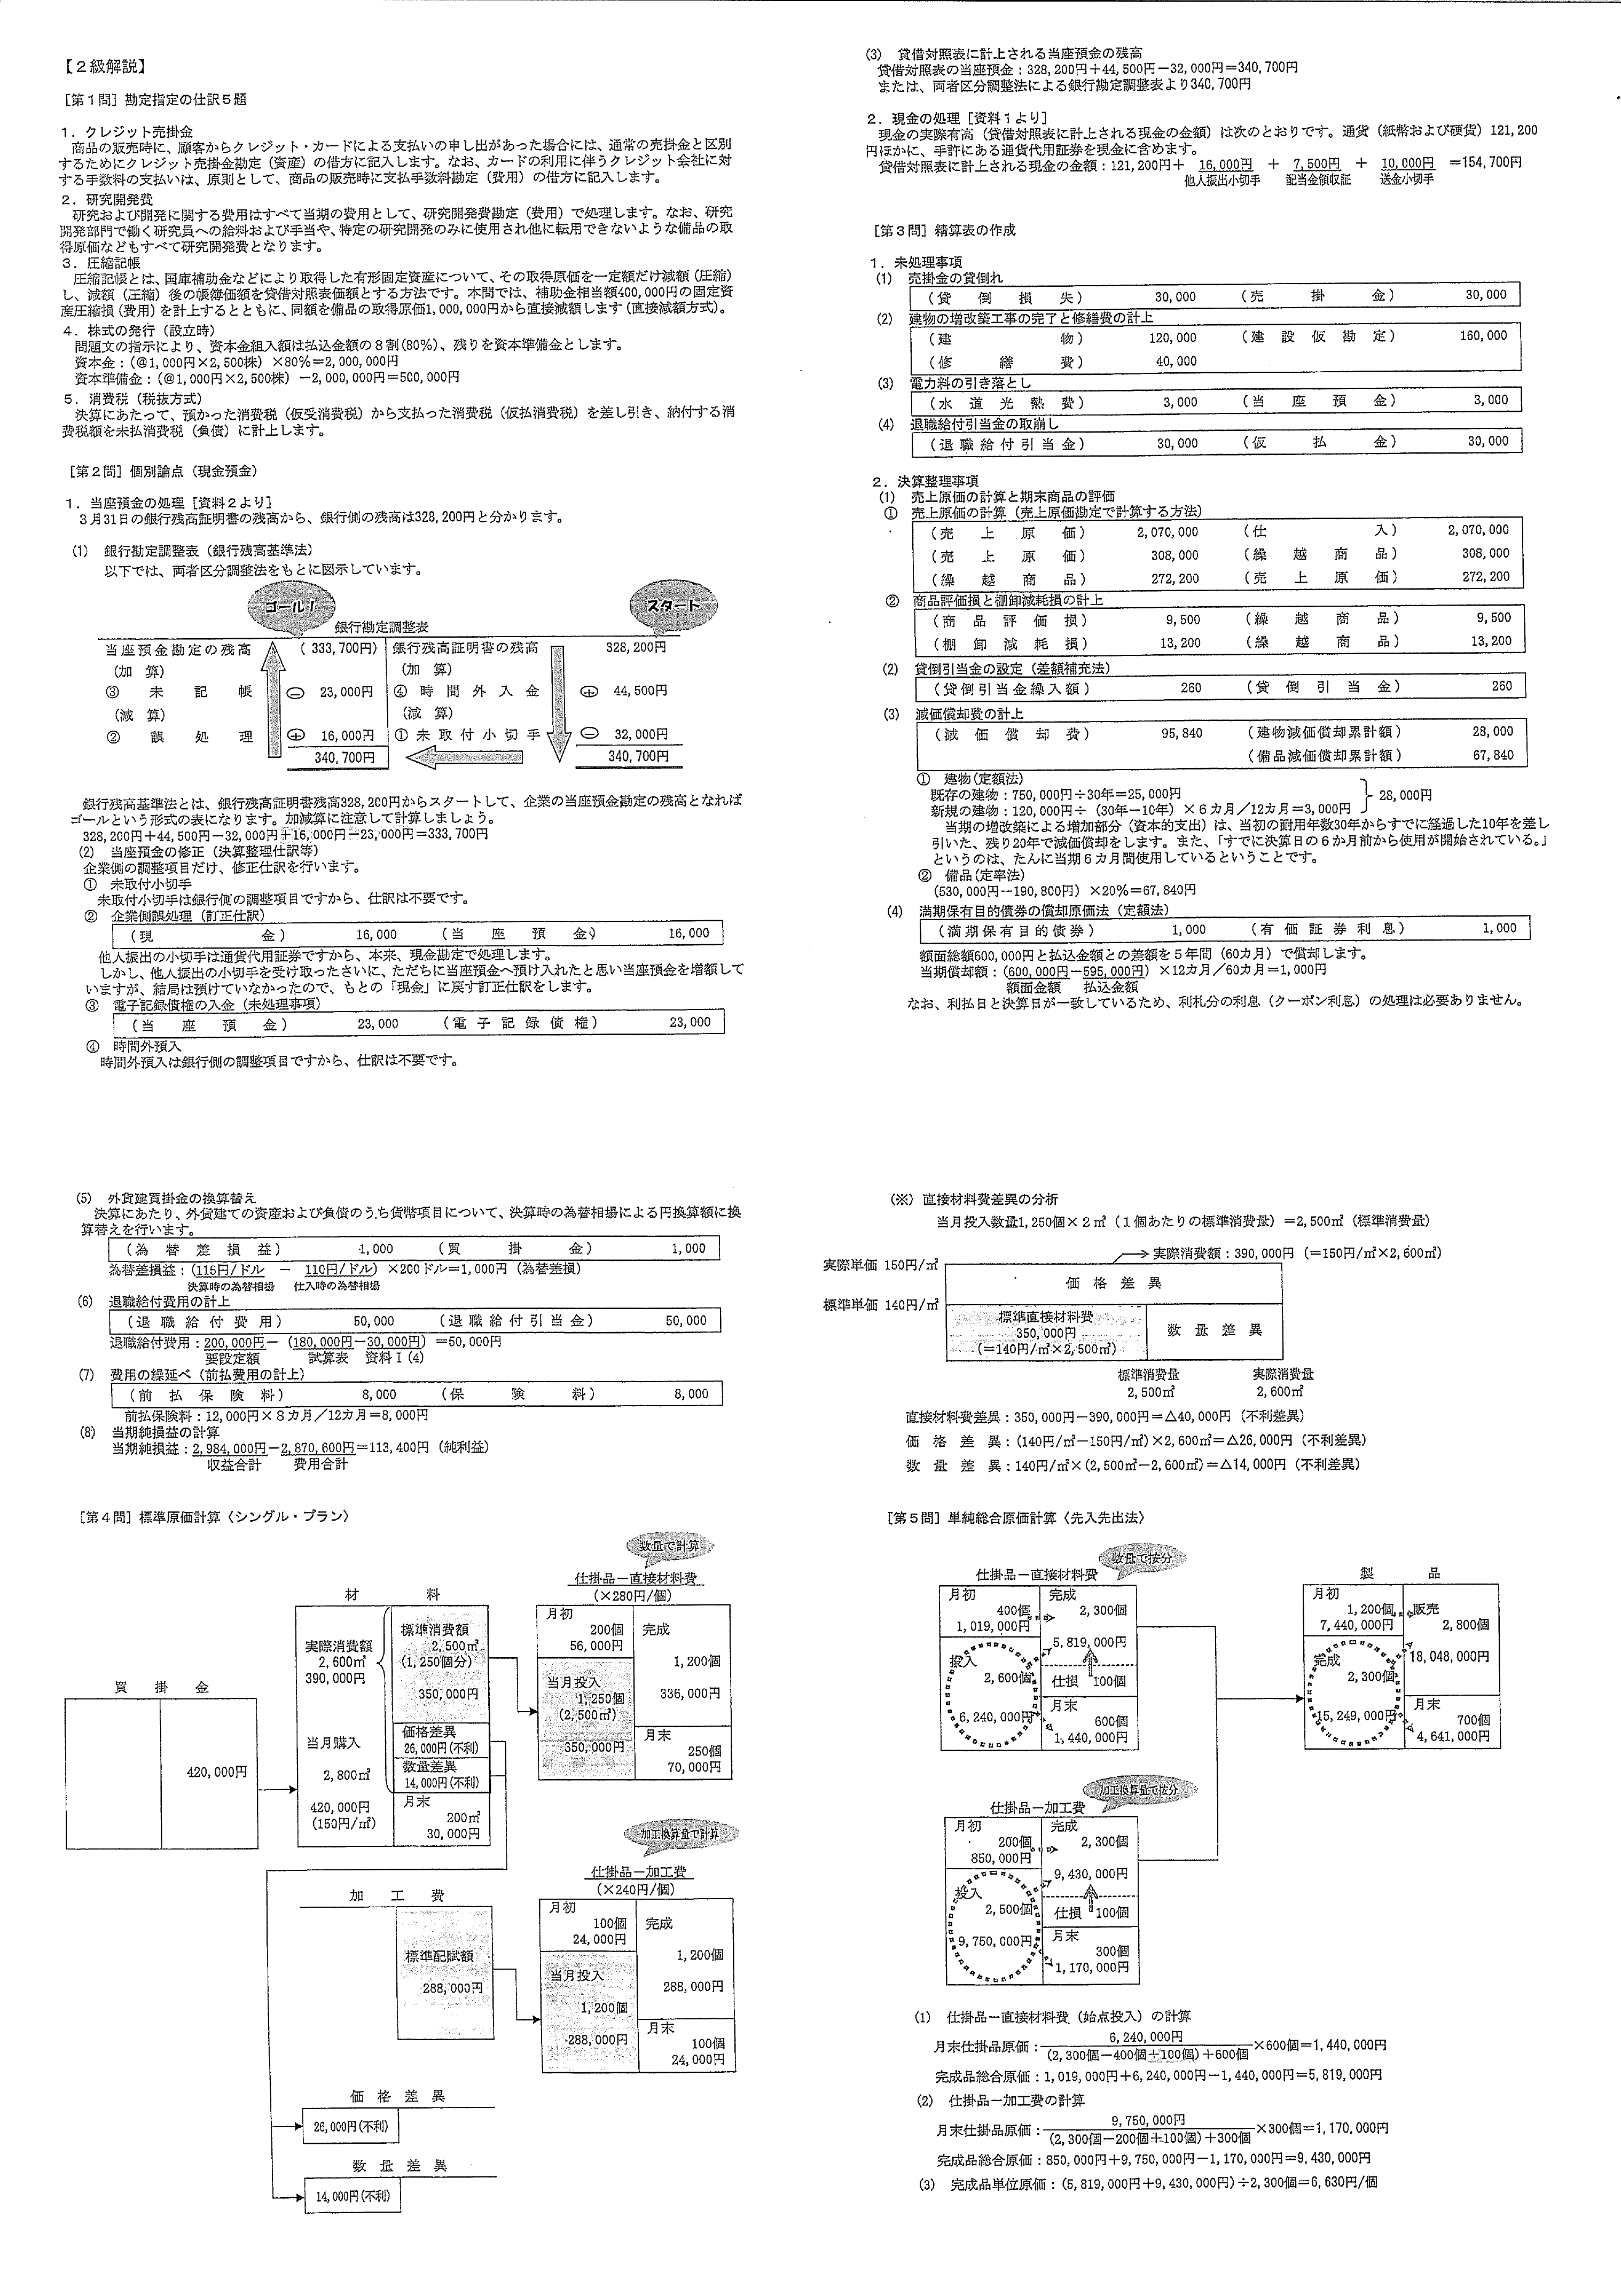 【２級解説】
［第１問］勘定指定の仕訳５題
１．クレジット売掛金
商品の販売時に、顧客からクレジット・カードによる支払いの申し出があった場合には、通常の売掛金と区別
するためにクレジット売掛金勘定（資産）の借方に記入します。なお、カードの利用に伴うクレジット会社に対
する手数料の支払いは、原則として、商品の販売時に支払手数料勘定（費用）の借方に記入します。
２．研究開発費
研究および開発に関する費用はすべて当期の費用として、研究開発費勘定（費用）で処理します。なお、研究
開発部門で働く研究員への給料および手当や、特定の研究開発のみに使用され他に転用できないような備品の取
得原価などもすべて研究開発費となります。
３．圧縮記帳
圧縮記帳とは、国庫補助金などにより取得した有形固定資産について、その取得原価を一定額だけ減額（圧縮）
し、減額（圧縮）後の帳簿価額を貸借対照表価額とする方法です。本問では、補助金相当額400,000円の固定資
産圧縮損（費用）を計上するとともに、同額を備品の取得原価1,000,000円から直接減額します（直接減額方式）。
４．株式の発行（設立時）
問題文の指示により、資本金組入額は払込金額の８割（80%）、残りを資本準備金とします。
資本金：（@1,000円×2,500株）×80%＝2,000,000円
資本準備金：（@1,000円×2,500株）－2,000,000円＝500,000円
５．消費税（税抜方式）
決算にあたって、預かった消費税（仮受消費税）から支払った消費税（仮払消費税）を差し引き、納付する消
費税額を未払消費税（負債）に計上します。
［第２問］個別論点（現金預金）
１．当座預金の処理［資料２より］
３月31日の銀行残高証明書の残高から、銀行側の残高は328,200円と分かります。
(1) 銀行勘定調整表（銀行残高基準法）
以下では、両者区分調整法をもとに図示しています。
ゴール！ スタート
銀行勘定調整表
当座預金勘定の残高 （333,700円） 銀行残高証明書の残高 328,200円
（加 算） （加 算）
③ 未記帳 ⊖ 23,000円 ④ 時間外入金 ⊕ 44,500円
（減 算） （減 算）
② 誤処理 ⊕ 16,000円 ① 未取付小切手 ⊖ 32,000円
340,700円 340,700円
銀行残高基準法とは、銀行残高証明書残高328,200円からスタートして、企業の当座預金勘定の残高となれば
ゴールという形式の表になります。加減算に注意して計算しましょう。
328,200円＋44,500円－32,000円＋16,000円－23,000円＝333,700円
(2) 当座預金の修正（決算整理仕訳等）
企業側の調整項目だけ、修正仕訳を行います。
① 未取付小切手
未取付小切手は銀行側の調整項目ですから、仕訳は不要です。
② 企業側誤処理（訂正仕訳）
（現金） 16,000 （当座預金） 16,000
他人振出の小切手は通貨代用証券ですから、本来、現金勘定で処理します。
しかし、他人振出の小切手を受け取ったさいに、ただちに当座預金へ預け入れたと思い当座預金を増額して
いますが、結局は預けていなかったので、もとの「現金」に戻す訂正仕訳をします。
③ 電子記録債権の入金（未処理事項）
（当座預金） 23,000 （電子記録債権） 23,000
④ 時間外預入
時間外預入は銀行側の調整項目ですから、仕訳は不要です。
(3) 貸借対照表に計上される当座預金の残高
貸借対照表の当座預金：328,200円＋44,500円－32,000円＝340,700円
または、両者区分調整法による銀行勘定調整表より340,700円
２．現金の処理［資料１より］
現金の実際有高（貸借対照表に計上される現金の金額）は次のとおりです。通貨（紙幣および硬貨）121,200
円ほかに、手許にある通貨代用証券を現金に含めます。
貸借対照表に計上される現金の金額：121,200円＋ 16,000円 ＋ 7,500円 ＋ 10,000円 ＝154,700円
他人振出小切手 配当金領収証 送金小切手
［第３問］精算表の作成
１．未処理事項
(1) 売掛金の貸倒れ
（貸倒損失） 30,000 （売掛金） 30,000
(2) 建物の増改築工事の完了と修繕費の計上
（建物） 120,000 （建設仮勘定） 160,000
（修繕費） 40,000
(3) 電力料の引き落とし
（水道光熱費） 3,000 （当座預金） 3,000
(4) 退職給付引当金の取崩し
（退職給付引当金） 30,000 （仮払金） 30,000
２．決算整理事項
(1) 売上原価の計算と期末商品の評価
① 売上原価の計算（売上原価勘定で計算する方法）
（売上原価） 2,070,000 （仕入） 2,070,000
（売上原価） 308,000 （繰越商品） 308,000
（繰越商品） 272,200 （売上原価） 272,200
② 商品評価損と棚卸減耗損の計上
（商品評価損） 9,500 （繰越商品） 9,500
（棚卸減耗損） 13,200 （繰越商品） 13,200
(2) 貸倒引当金の設定（差額補充法）
（貸倒引当金繰入額） 260 （貸倒引当金） 260
(3) 減価償却費の計上
（減価償却費） 95,840 （建物減価償却累計額） 28,000
（備品減価償却累計額） 67,840
① 建物（定額法）
既存の建物：750,000円÷30年＝25,000円
新規の建物：120,000円÷（30年－10年）×６カ月／12カ月＝3,000円 28,000円
当期の増改築による増加部分（資本的支出）は、当初の耐用年数30年からすでに経過した10年を差し
引いた、残り20年で減価償却をします。また、「すでに決算日の６か月前から使用が開始されている。」
というのは、たんに当期６カ月間使用しているということです。
② 備品（定率法）
（530,000円－190,800円）×20%＝67,840円
(4) 満期保有目的債券の償却原価法（定額法）
（満期保有目的債券） 1,000 （有価証券利息） 1,000
額面総額600,000円と払込金額との差額を５年間（60カ月）で償却します。
当期償却額：（600,000円－595,000円）×12カ月／60カ月＝1,000円
額面金額 払込金額
なお、利払日と決算日が一致しているため、利札分の利息（クーポン利息）の処理は必要ありません。
(5) 外貨建買掛金の換算替え
決算にあたり、外貨建ての資産および負債のうち貨幣項目について、決算時の為替相場による円換算額に換
算替えを行います。
（為替差損益） 1,000 （買掛金） 1,000
為替差損益：（115円/ドル － 110円/ドル）×200ドル＝1,000円（為替差損）
決算時の為替相場 仕入時の為替相場
(6) 退職給付費用の計上
（退職給付費用） 50,000 （退職給付引当金） 50,000
退職給付費用：200,000円－（180,000円－30,000円）＝50,000円
要設定額 試算表 資料Ⅰ(4)
(7) 費用の繰延べ（前払費用の計上）
（前払保険料） 8,000 （保険料） 8,000
前払保険料：12,000円×８カ月／12カ月＝8,000円
(8) 当期純損益の計算
当期純損益：2,984,000円－2,870,600円＝113,400円（純利益）
収益合計 費用合計
［第４問］標準原価計算〈シングル・プラン〉
数量で計算
仕掛品－直接材料費
（×280円/個）
月初
200個
56,000円
当月投入
1,250個
（2,500㎡）
350,000円
完成
1,200個
336,000円
月末
250個
70,000円
材料
実際消費額
2,600㎡
390,000円
当月購入
2,800㎡
420,000円
（150円/㎡）
標準消費額
2,500㎡
（1,250個分）
350,000円
価格差異
26,000円（不利）
数量差異
14,000円（不利）
月末
200㎡
30,000円
買掛金
420,000円
加工換算量で計算
仕掛品－加工費
（×240円/個）
月初
100個
24,000円
当月投入
1,200個
288,000円
完成
1,200個
288,000円
月末
100個
24,000円
加工費
標準配賦額
288,000円
価格差異
26,000円（不利）
数量差異
14,000円（不利）
（※）直接材料費差異の分析
当月投入数量1,250個×２㎡（１個あたりの標準消費量）＝2,500㎡（標準消費量）
実際消費額：390,000円（＝150円/㎡×2,600㎡）
実際単価 150円/㎡
価格差異
標準単価 140円/㎡
標準直接材料費
350,000円
（＝140円/㎡×2,500㎡）
数量差異
標準消費量 実際消費量
2,500㎡ 2,600㎡
直接材料費差異：350,000円－390,000円＝△40,000円（不利差異）
価格差異：（140円/㎡－150円/㎡）×2,600㎡＝△26,000円（不利差異）
数量差異：140円/㎡×（2,500㎡－2,600㎡）＝△14,000円（不利差異）
［第５問］単純総合原価計算〈先入先出法〉
数量で按分
仕掛品－直接材料費
月初
400個
1,019,000円
投入
2,600個
6,240,000円
完成
2,300個
5,819,000円
仕損 100個
月末
600個
1,440,000円
製品
月初
1,200個
7,440,000円
完成
2,300個
15,249,000円
販売
2,800個
18,048,000円
月末
700個
4,641,000円
加工換算量で按分
仕掛品－加工費
月初
200個
850,000円
投入
2,500個
9,750,000円
完成
2,300個
9,430,000円
仕損 100個
月末
300個
1,170,000円
(1) 仕掛品－直接材料費（始点投入）の計算
月末仕掛品原価：6,240,000円／（2,300個－400個＋100個）＋600個×600個＝1,440,000円
完成品総合原価：1,019,000円＋6,240,000円－1,440,000円＝5,819,000円
(2) 仕掛品－加工費の計算
月末仕掛品原価：9,750,000円／（2,300個－200個＋100個）＋300個×300個＝1,170,000円
完成品総合原価：850,000円＋9,750,000円－1,170,000円＝9,430,000円
(3) 完成品単位原価：（5,819,000円＋9,430,000円）÷2,300個＝6,630円/個